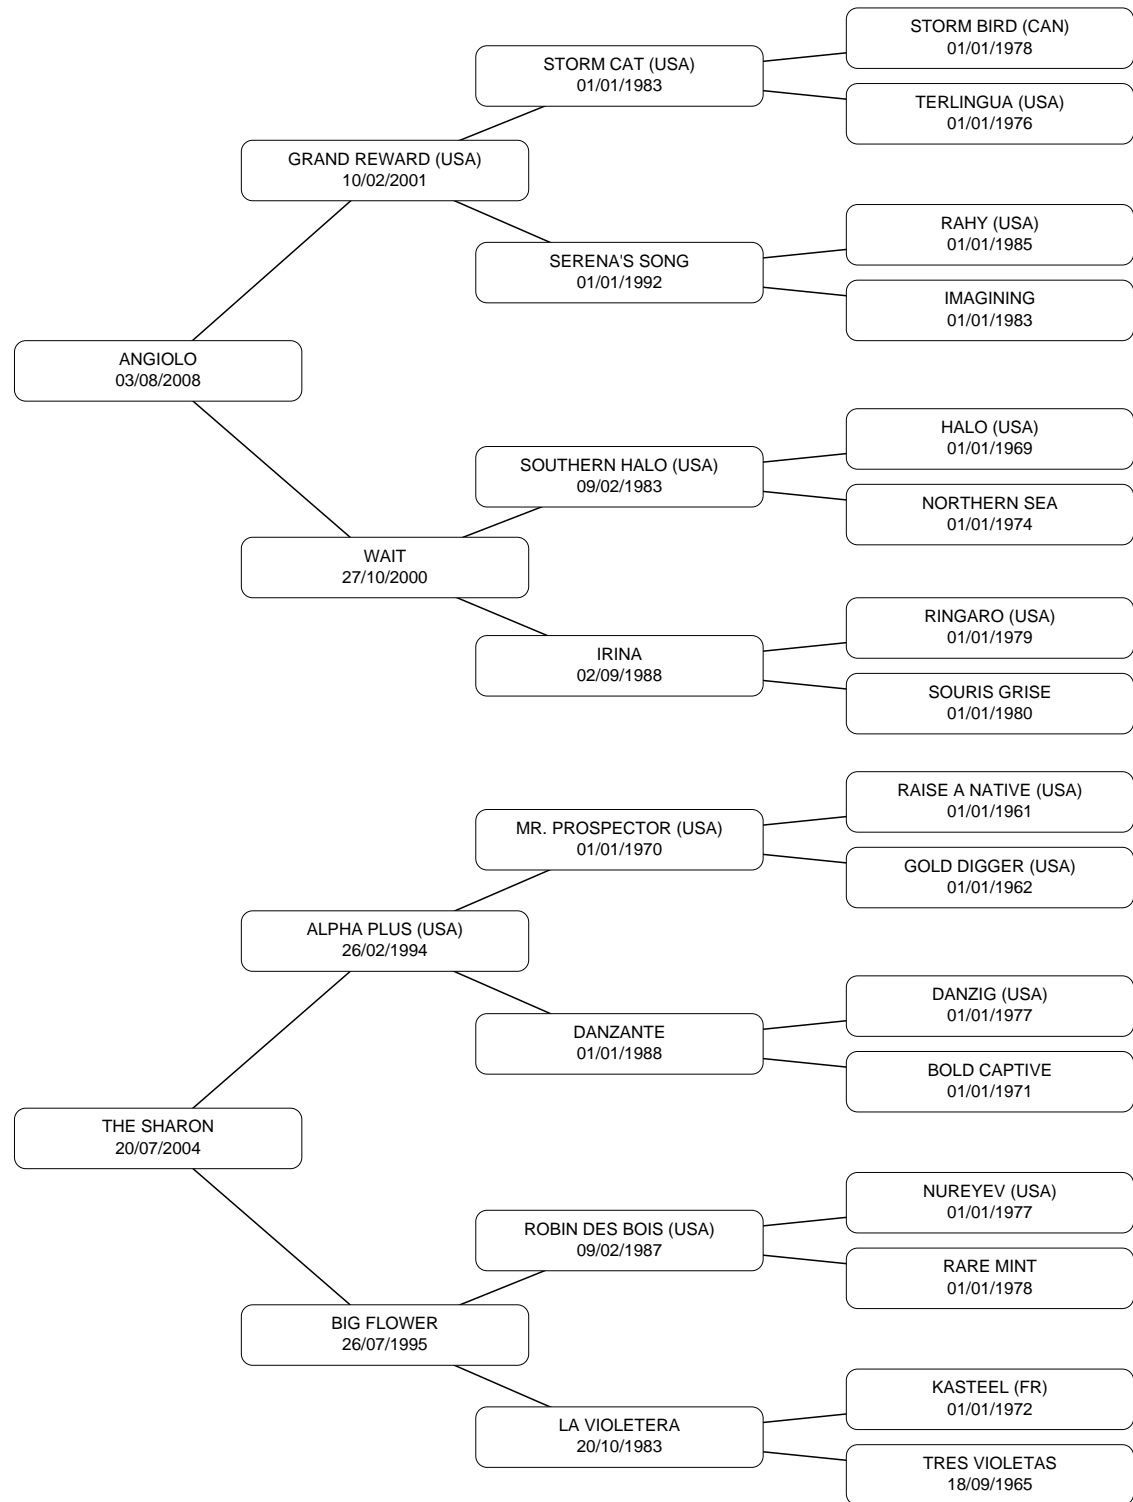 STORM BIRD (CAN)
01/01/1978
STORM CAT (USA)
01/01/1983
TERLINGUA (USA)
01/01/1976
GRAND REWARD (USA)
10/02/2001
RAHY (USA)
01/01/1985
SERENA'S SONG
01/01/1992
IMAGINING
01/01/1983
ANGIOLO
03/08/2008
HALO (USA)
01/01/1969
SOUTHERN HALO (USA)
09/02/1983
NORTHERN SEA
01/01/1974
WAIT
27/10/2000
RINGARO (USA)
01/01/1979
IRINA
02/09/1988
SOURIS GRISE
01/01/1980
RAISE A NATIVE (USA)
01/01/1961
MR. PROSPECTOR (USA)
01/01/1970
GOLD DIGGER (USA)
01/01/1962
ALPHA PLUS (USA)
26/02/1994
DANZIG (USA)
01/01/1977
DANZANTE
01/01/1988
BOLD CAPTIVE
01/01/1971
THE SHARON
20/07/2004
NUREYEV (USA)
01/01/1977
ROBIN DES BOIS (USA)
09/02/1987
RARE MINT
01/01/1978
BIG FLOWER
26/07/1995
KASTEEL (FR)
01/01/1972
LA VIOLETERA
20/10/1983
TRES VIOLETAS
18/09/1965